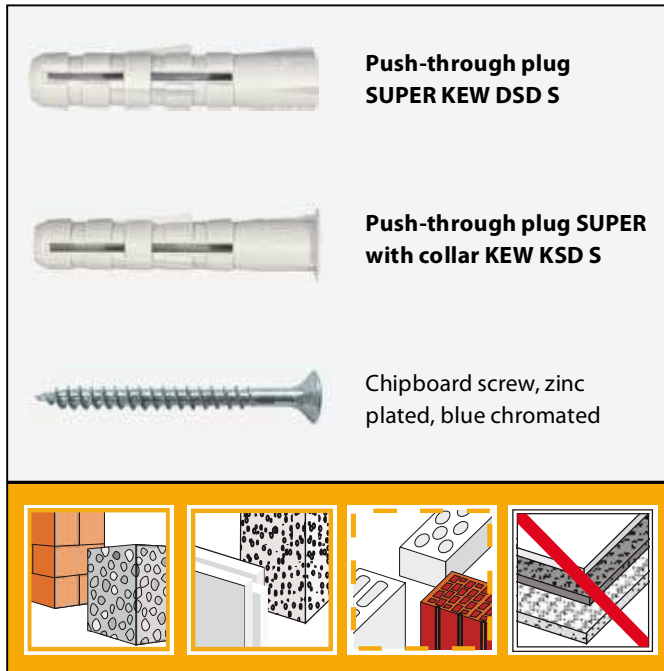 Push-through plug
SUPER KEW DSD S
Push-through plug SUPER
with collar KEW KSD S
Chipboard screw, zinc
plated, blue chromated